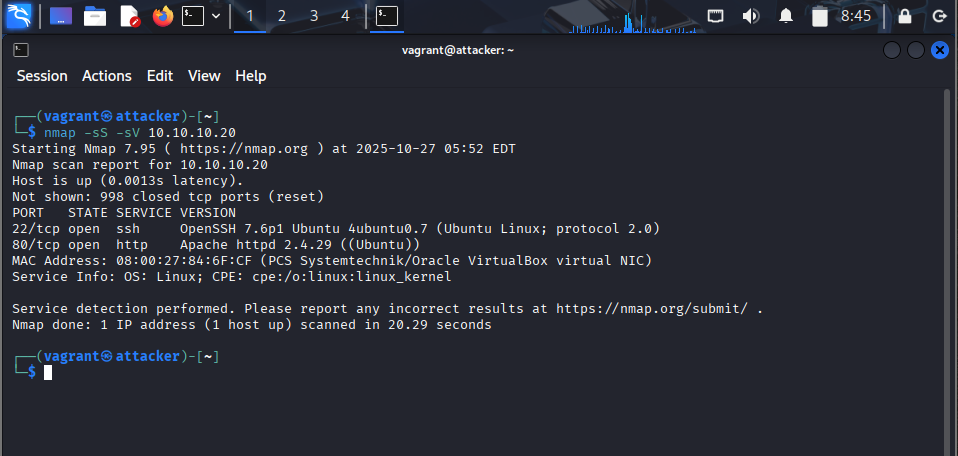 1 2 3 4 8:45
vagrant@attacker: ~
Session Actions Edit View Help
┌──(vagrant㉿attacker)-[~]
└─$ nmap -sS -sV 10.10.10.20
Starting Nmap 7.95 ( https://nmap.org ) at 2025-10-27 05:52 EDT
Nmap scan report for 10.10.10.20
Host is up (0.0013s latency).
Not shown: 998 closed tcp ports (reset)
PORT   STATE SERVICE VERSION
22/tcp open  ssh     OpenSSH 7.6p1 Ubuntu 4ubuntu0.7 (Ubuntu Linux; protocol 2.0)
80/tcp open  http    Apache httpd 2.4.29 ((Ubuntu))
MAC Address: 08:00:27:84:6F:CF (PCS Systemtechnik/Oracle VirtualBox virtual NIC)
Service Info: OS: Linux; CPE: cpe:/o:linux:linux_kernel
Service detection performed. Please report any incorrect results at https://nmap.org/submit/ .
Nmap done: 1 IP address (1 host up) scanned in 20.29 seconds
┌──(vagrant㉿attacker)-[~]
└─$